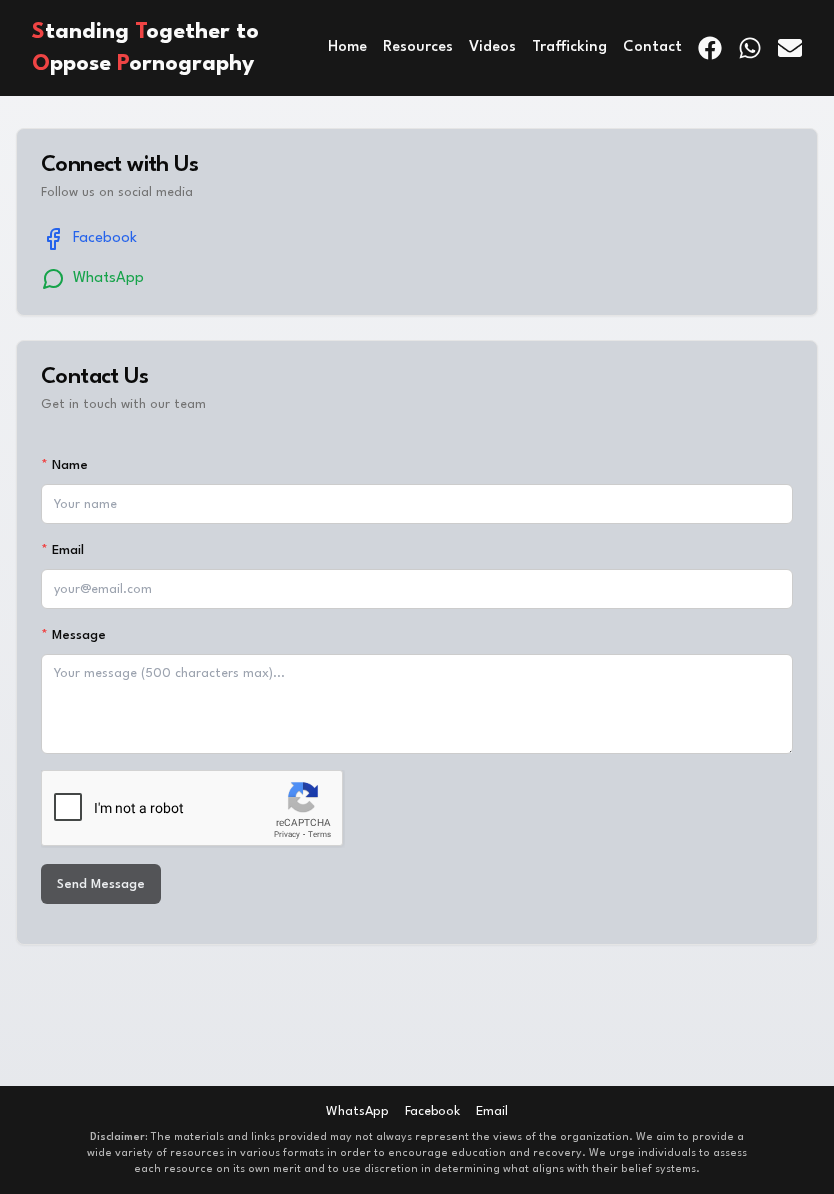 Standing Together to
Oppose Pornography
Home Resources Videos Trafficking Contact
Connect with Us
Follow us on social media
Facebook
WhatsApp
Contact Us
Get in touch with our team
* Name
Your name
* Email
your@email.com
* Message
Your message (500 characters max)...
I'm not a robot
reCAPTCHA
Privacy - Terms
Send Message
WhatsApp Facebook Email
Disclaimer: The materials and links provided may not always represent the views of the organization. We aim to provide a
wide variety of resources in various formats in order to encourage education and recovery. We urge individuals to assess
each resource on its own merit and to use discretion in determining what aligns with their belief systems.